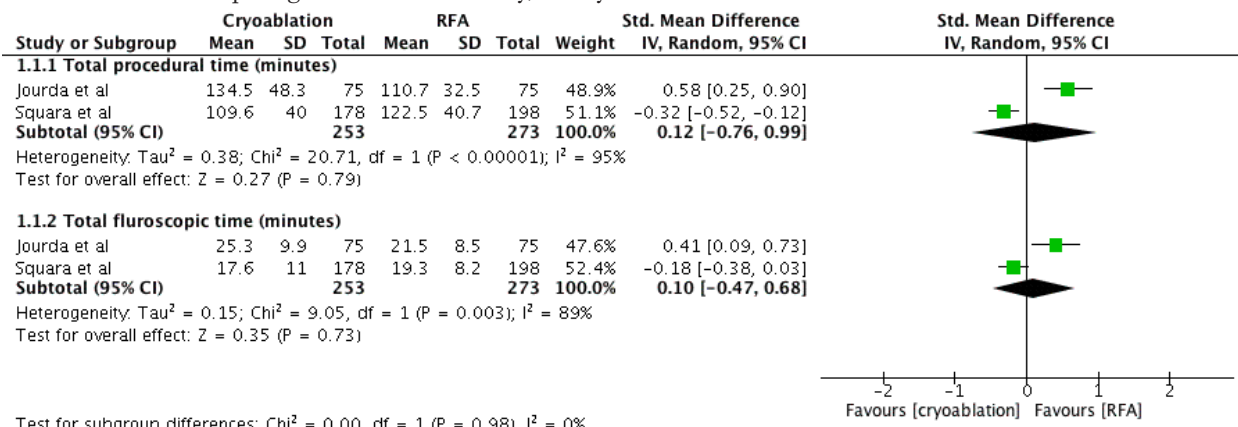 Cryoablation RFA Std. Mean Difference Std. Mean Difference
Study or Subgroup Mean SD Total Mean SD Total Weight IV, Random, 95% CI IV, Random, 95% CI
1.1.1 Total procedural time (minutes)
Jourda et al 134.5 48.3 75 110.7 32.5 75 48.9% 0.58 [0.25, 0.90]
Squara et al 109.6 40 178 122.5 40.7 198 51.1% −0.32 [−0.52, −0.12]
Subtotal (95% CI) 253 273 100.0% 0.12 [−0.76, 0.99]
Heterogeneity: Tau² = 0.38; Chi² = 20.71, df = 1 (P < 0.00001); I² = 95%
Test for overall effect: Z = 0.27 (P = 0.79)
1.1.2 Total fluroscopic time (minutes)
Jourda et al 25.3 9.9 75 21.5 8.5 75 47.6% 0.41 [0.09, 0.73]
Squara et al 17.6 11 178 19.3 8.2 198 52.4% −0.18 [−0.38, 0.03]
Subtotal (95% CI) 253 273 100.0% 0.10 [−0.47, 0.68]
Heterogeneity: Tau² = 0.15; Chi² = 9.05, df = 1 (P = 0.003); I² = 89%
Test for overall effect: Z = 0.35 (P = 0.73)
−2 −1 0 1 2
Favours [cryoablation] Favours [RFA]
Test for subgroup differences: Chi² = 0.00, df = 1 (P = 0.98), I² = 0%